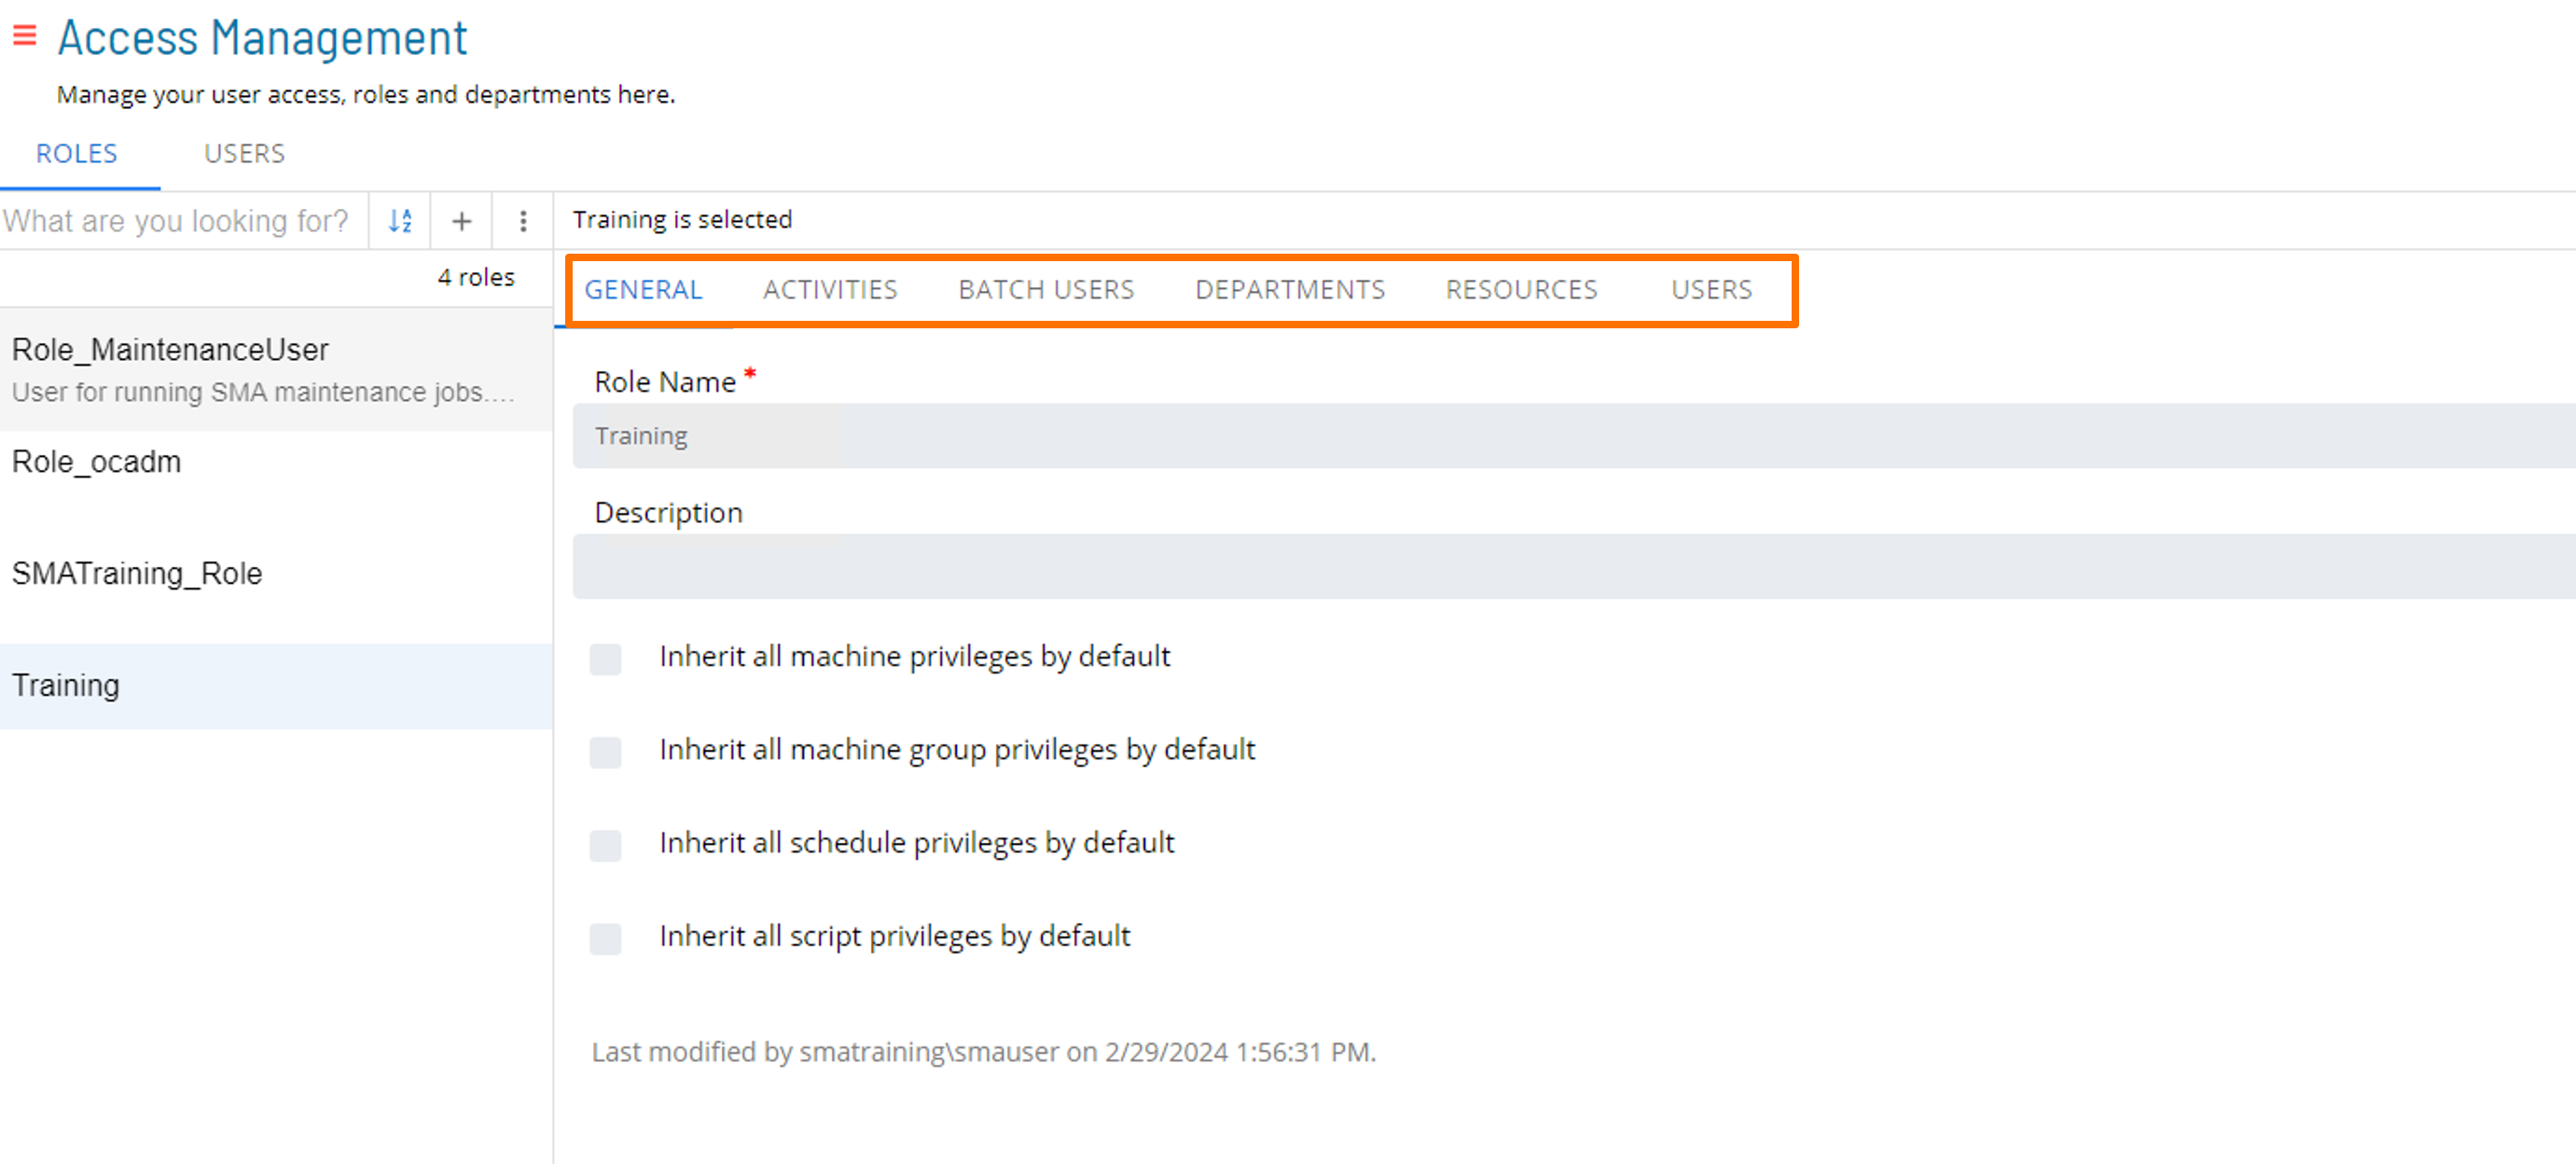 Access Management
Manage your user access, roles and departments here.
ROLES USERS
What are you looking for?
4 roles
Role_MaintenanceUser
User for running SMA maintenance jobs....
Role_ocadm
SMATraining_Role
Training
Training is selected
GENERAL ACTIVITIES BATCH USERS DEPARTMENTS RESOURCES USERS
Role Name *
Training
Description
Inherit all machine privileges by default
Inherit all machine group privileges by default
Inherit all schedule privileges by default
Inherit all script privileges by default
Last modified by smatraining\smauser on 2/29/2024 1:56:31 PM.